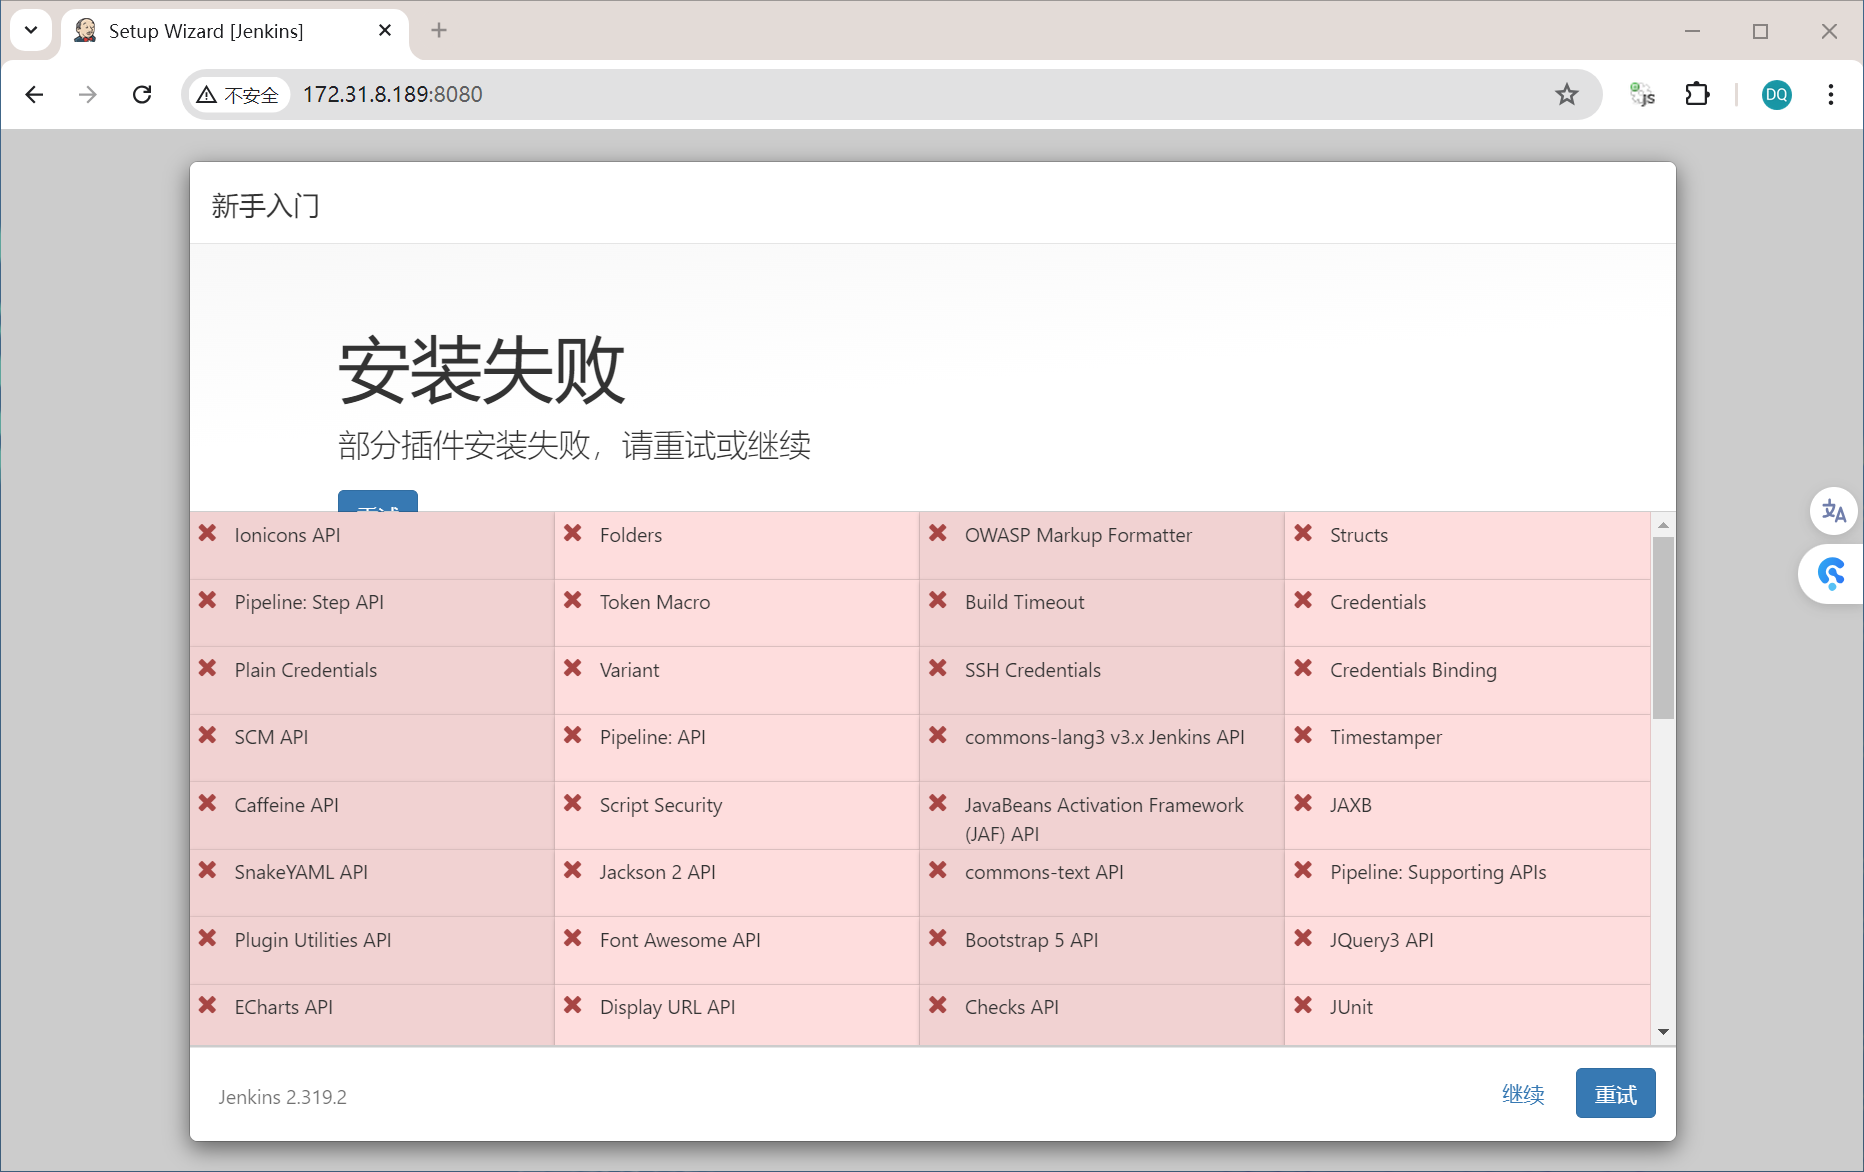 Setup Wizard [Jenkins]
不安全
172.31.8.189:8080
JS
DQ
新手入门
安装失败
部分插件安装失败，请重试或继续
重试
Ionicons API
Folders
OWASP Markup Formatter
Structs
Pipeline: Step API
Token Macro
Build Timeout
Credentials
Plain Credentials
Variant
SSH Credentials
Credentials Binding
SCM API
Pipeline: API
commons-lang3 v3.x Jenkins API
Timestamper
Caffeine API
Script Security
JavaBeans Activation Framework
(JAF) API
JAXB
SnakeYAML API
Jackson 2 API
commons-text API
Pipeline: Supporting APIs
Plugin Utilities API
Font Awesome API
Bootstrap 5 API
JQuery3 API
ECharts API
Display URL API
Checks API
JUnit
Jenkins 2.319.2
继续
重试